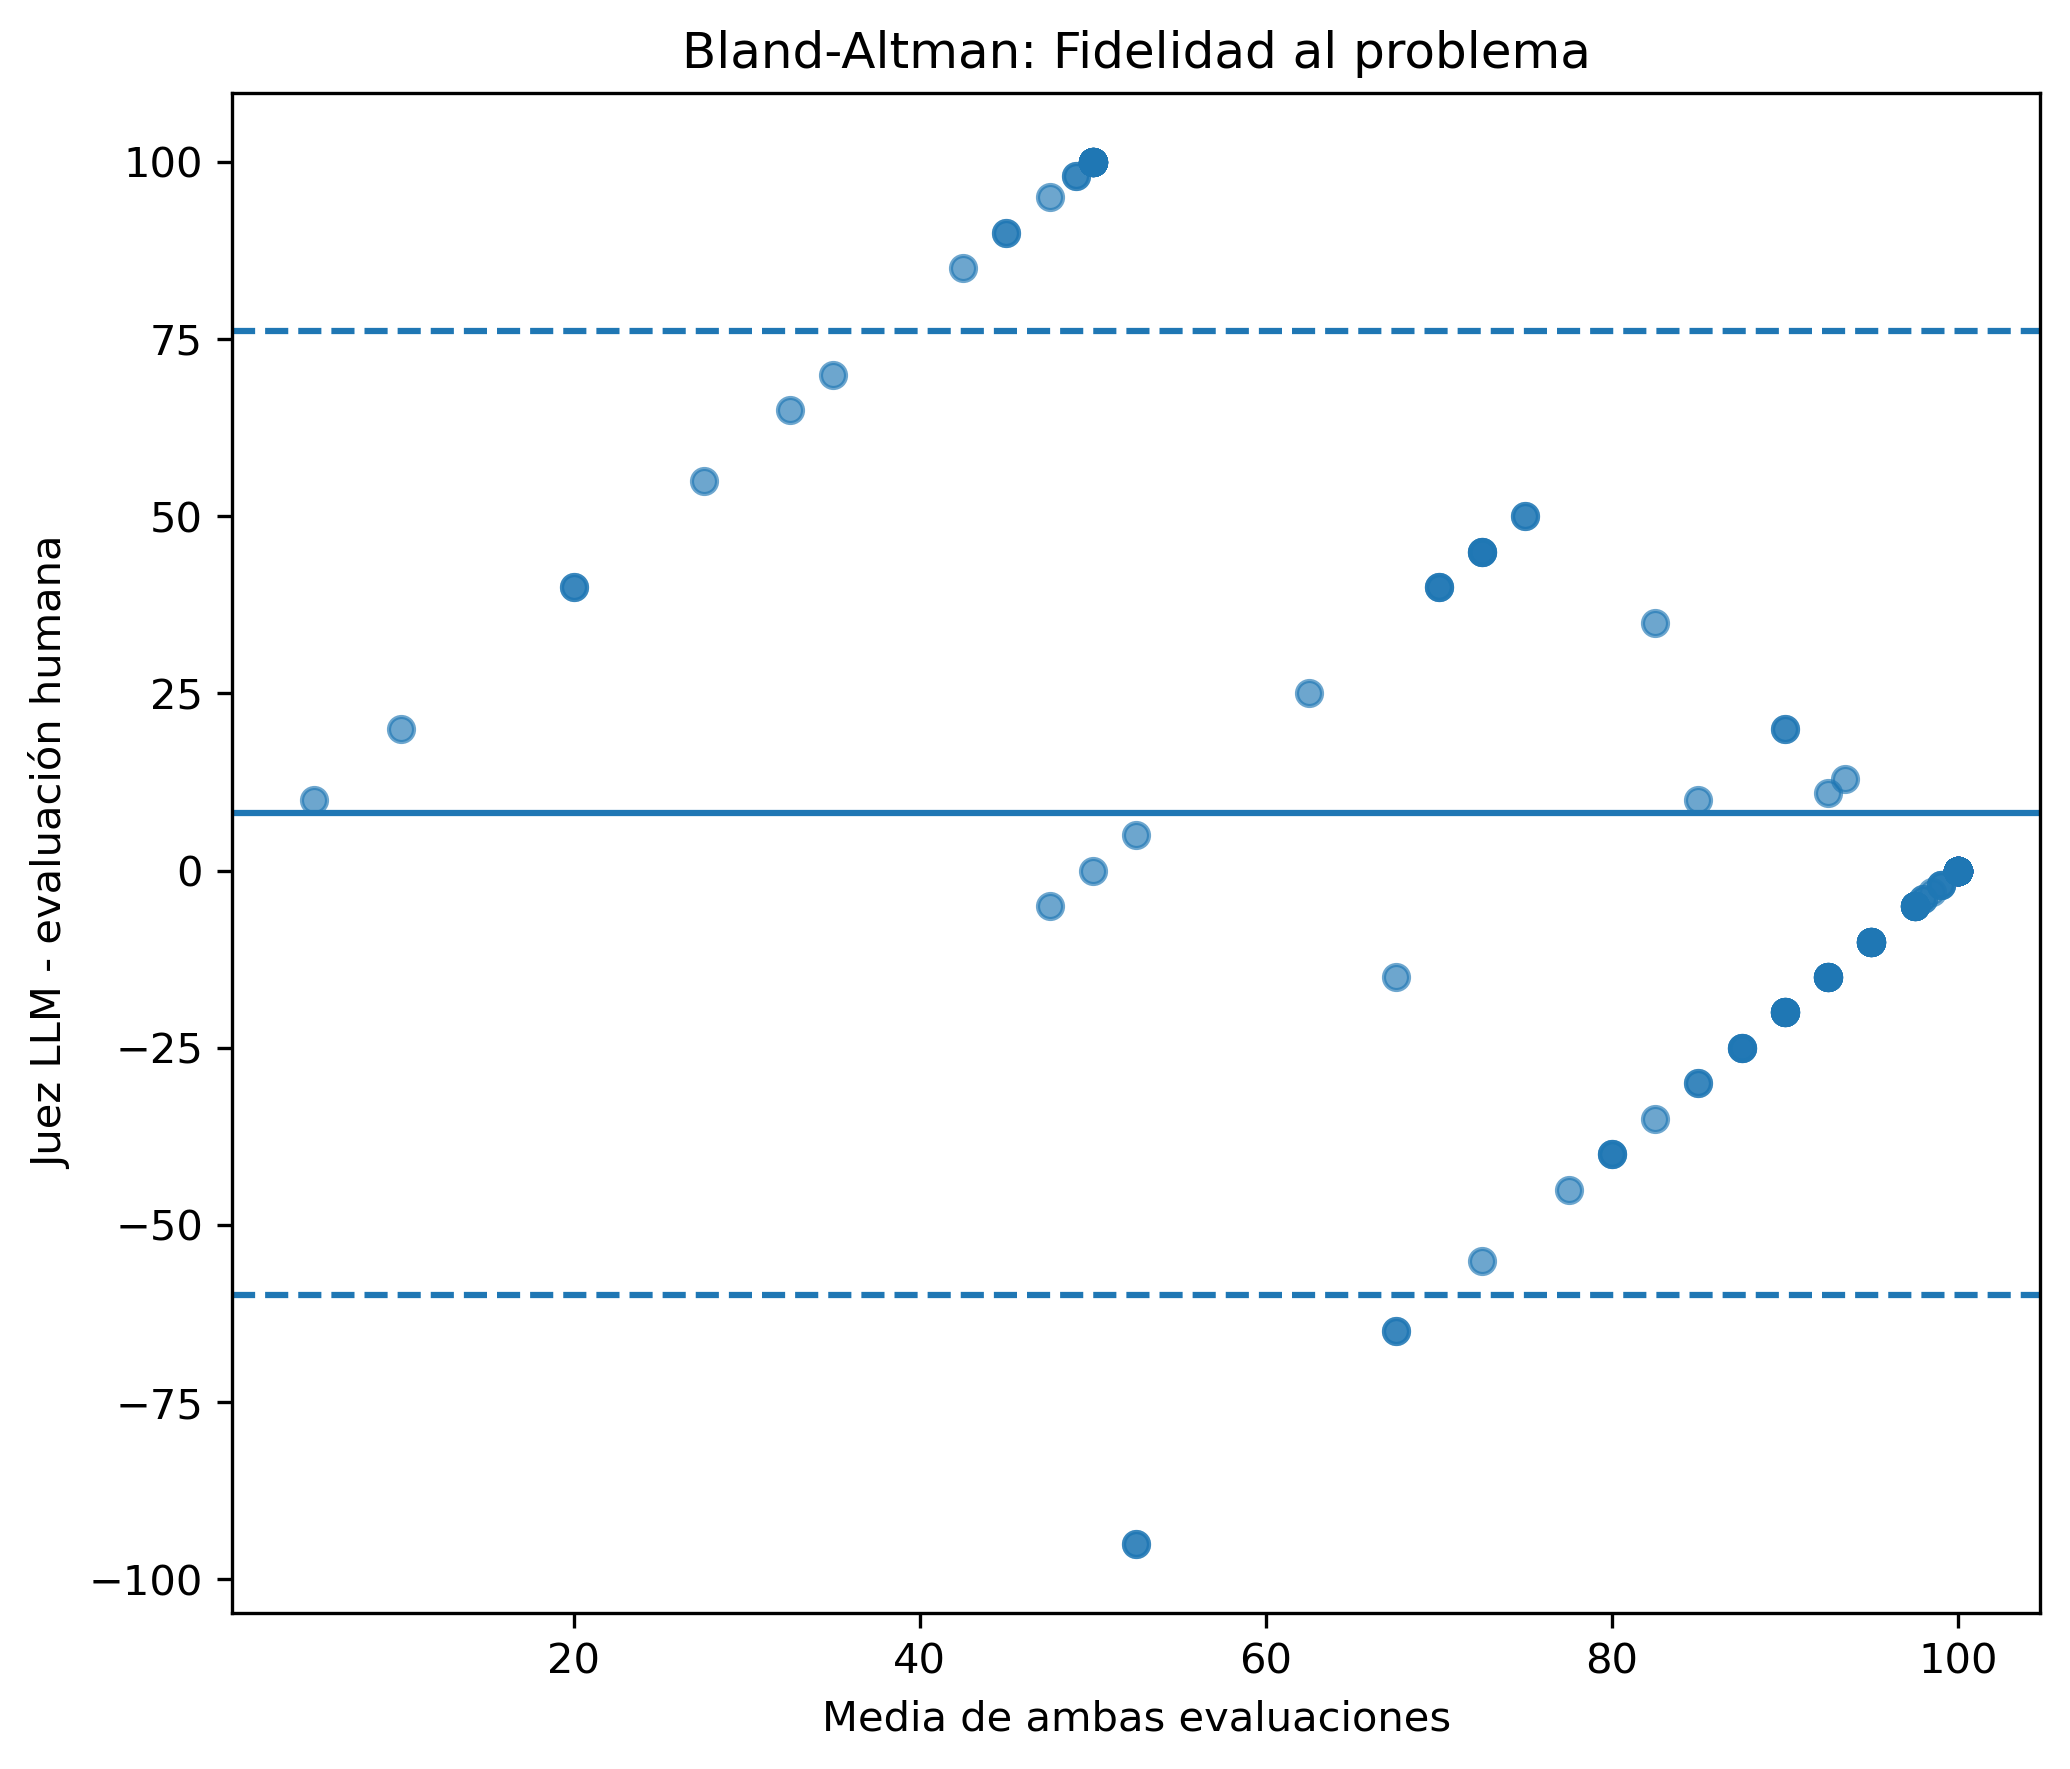 Bland-Altman: Fidelidad al problema
Juez LLM - evaluación humana
100
75
50
25
0
−25
−50
−75
−100
20 40 60 80 100
Media de ambas evaluaciones